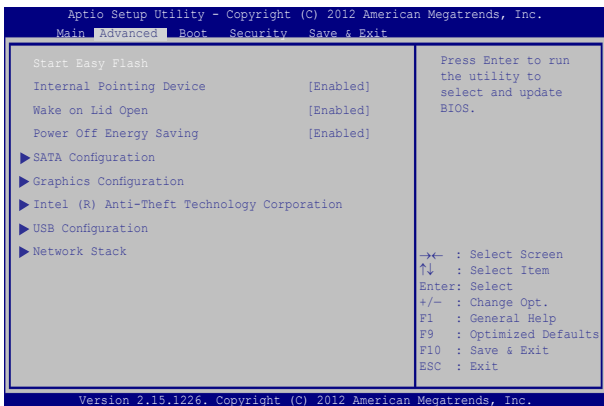 Aptio Setup Utility - Copyright (C) 2012 American Megatrends, Inc.
Main Advanced Boot Security Save & Exit
Start Easy Flash
Internal Pointing Device [Enabled]
Wake on Lid Open [Enabled]
Power Off Energy Saving [Enabled]
SATA Configuration
Graphics Configuration
Intel (R) Anti-Theft Technology Corporation
USB Configuration
Network Stack
Press Enter to run
the utility to
select and update
BIOS.
→← : Select Screen
↑↓ : Select Item
Enter: Select
+/— : Change Opt.
F1 : General Help
F9 : Optimized Defaults
F10 : Save & Exit
ESC : Exit
Version 2.15.1226. Copyright (C) 2012 American Megatrends, Inc.